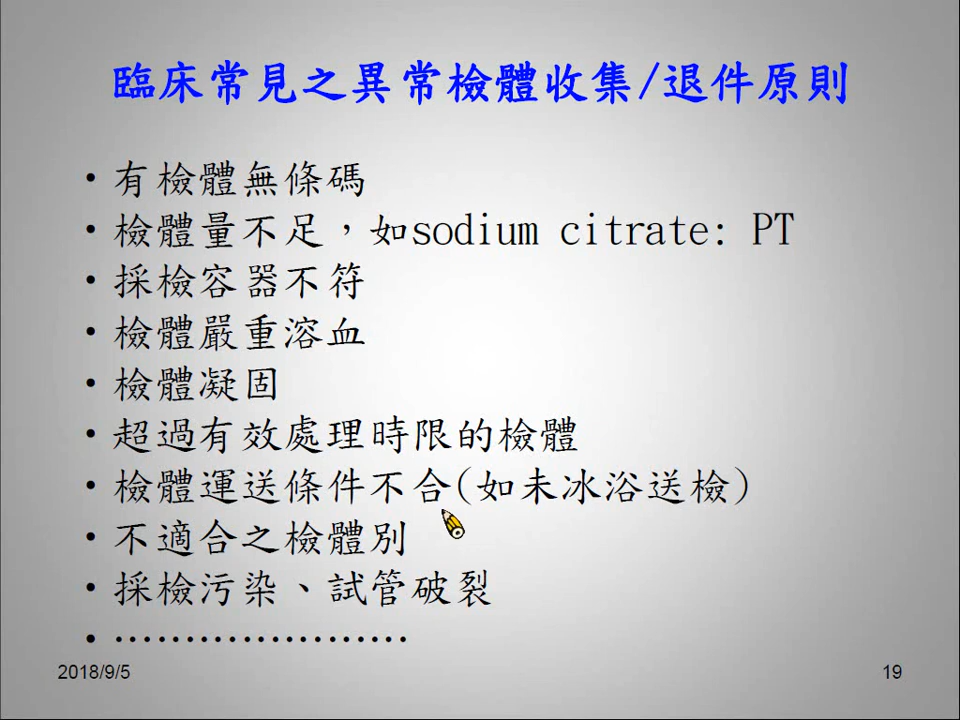 臨床常見之異常檢體收集/退件原則
• 有檢體無條碼
• 檢體量不足，如sodium citrate: PT
• 採檢容器不符
• 檢體嚴重溶血
• 檢體凝固
• 超過有效處理時限的檢體
• 檢體運送條件不合(如未冰浴送檢)
• 不適合之檢體別
• 採檢污染、試管破裂
• …………………
2018/9/5
19